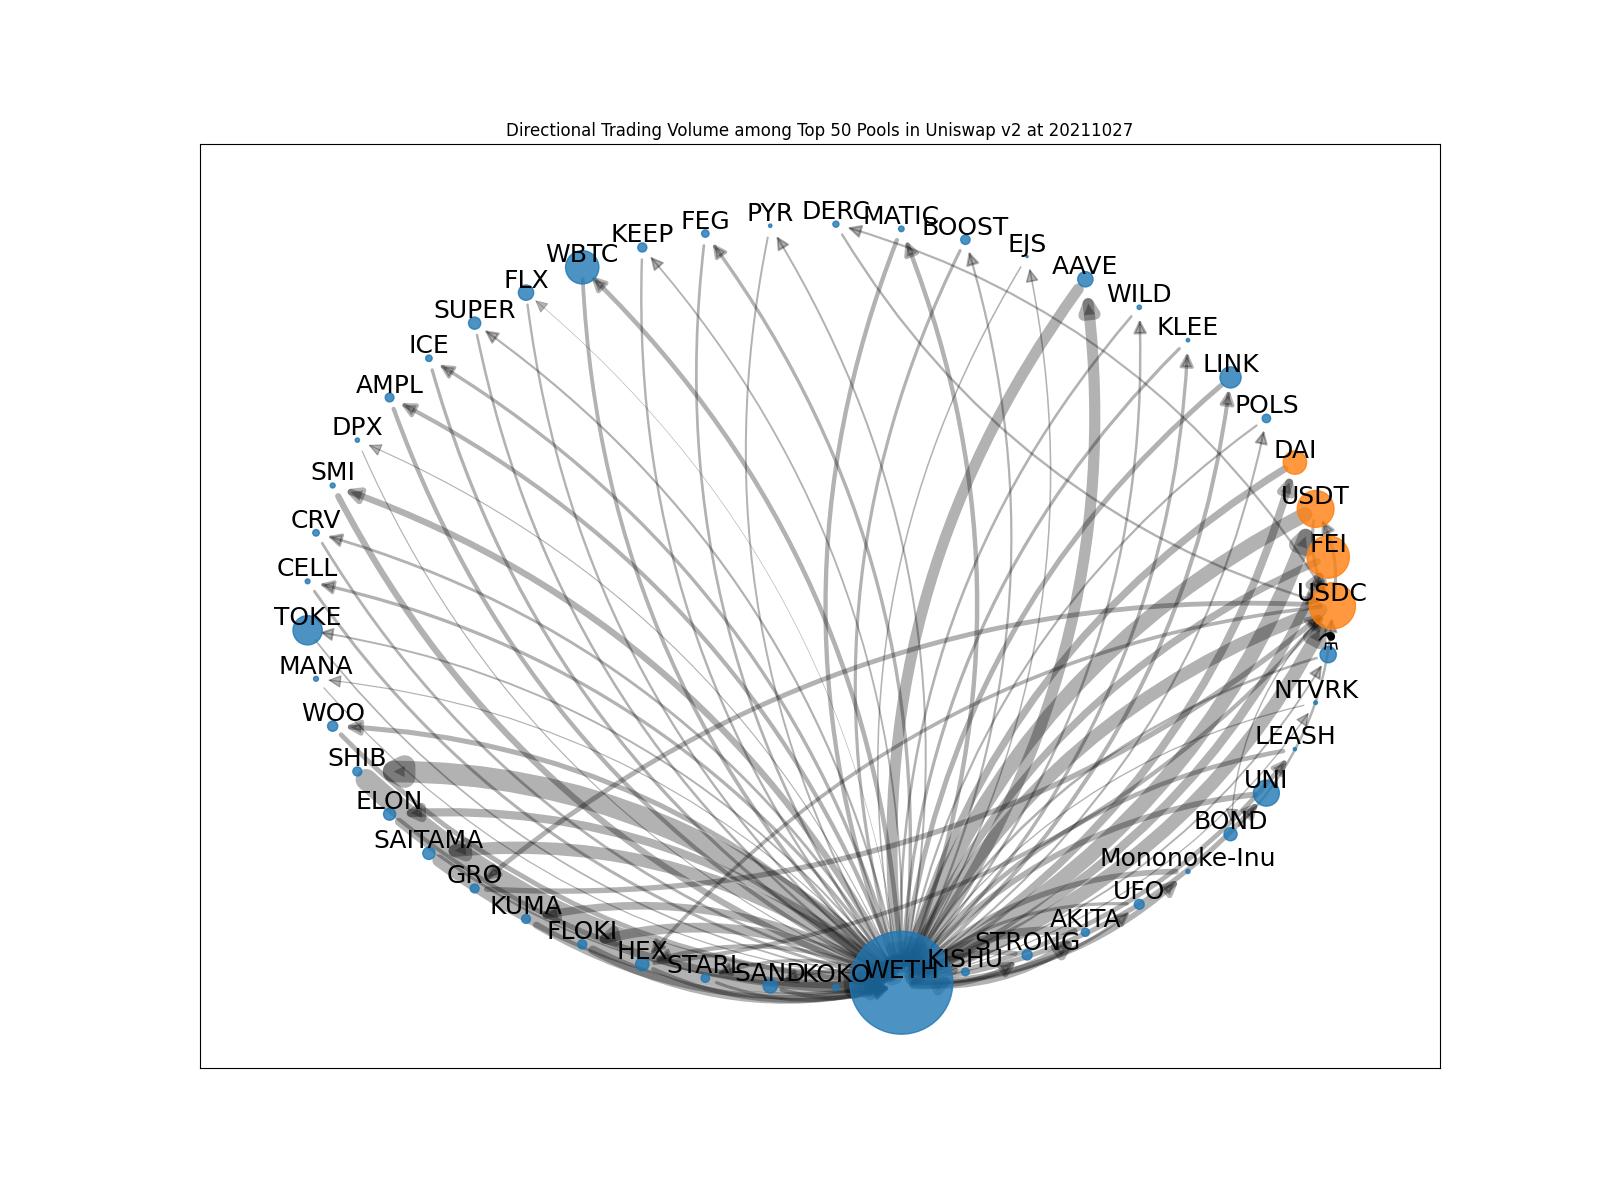 Directional Trading Volume among Top 50 Pools in Uniswap v2 at 20211027
DERC
MATIC
PYR
FEG
BOOST
KEEP
EJS
WBTC
AAVE
FLX
WILD
SUPER
KLEE
ICE
LINK
AMPL
POLS
DPX
DAI
SMI
USDT
CRV
FEI
CELL
USDC
TOKE
⚗
MANA
NTVRK
WOO
LEASH
SHIB
UNI
ELON
BOND
SAITAMA
Mononoke-Inu
GRO
UFO
KUMA
AKITA
FLOKI
STRONG
HEX
KISHU
STARL
SAND
KOKO
WETH